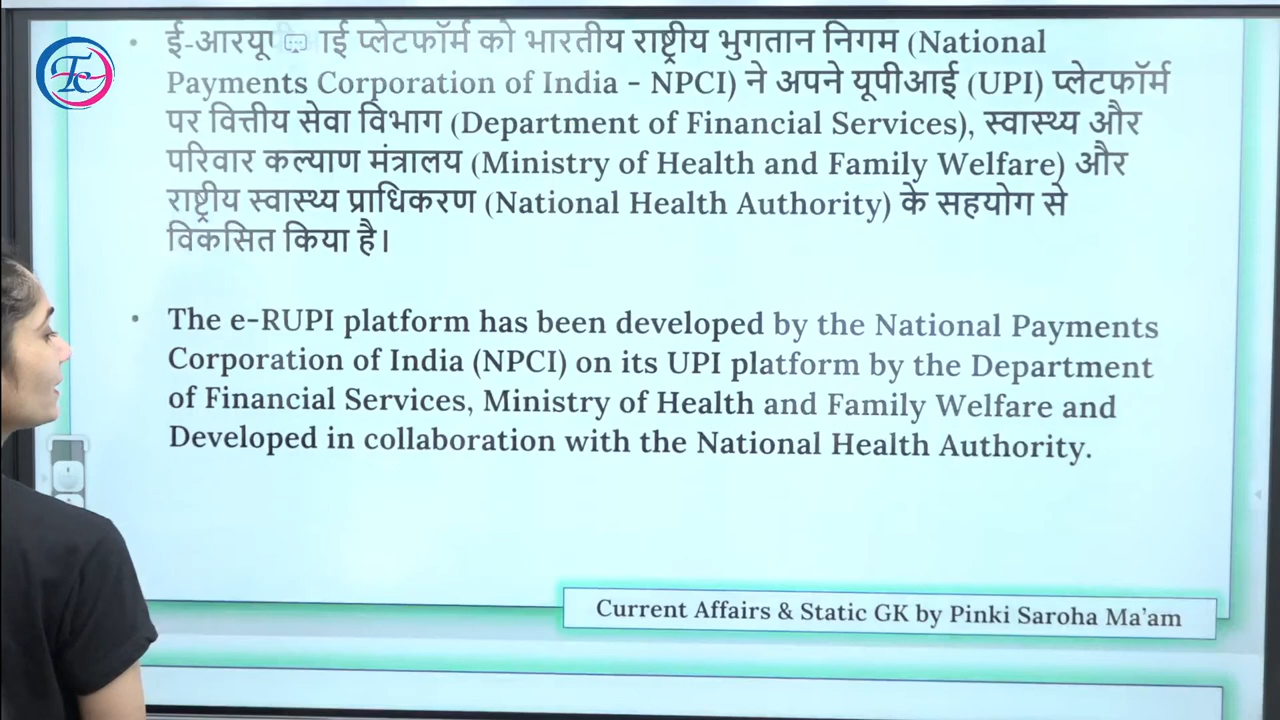 ई-आरयूप ाई प्लेटफॉर्म को भारतीय राष्ट्रीय भुगतान निगम (National
Payments Corporation of India - NPCI) ने अपने यूपीआई (UPI) प्लेटफॉर्म
पर वित्तीय सेवा विभाग (Department of Financial Services), स्वास्थ्य और
परिवार कल्याण मंत्रालय (Ministry of Health and Family Welfare) और
राष्ट्रीय स्वास्थ्य प्राधिकरण (National Health Authority) के सहयोग से
विकसित किया है।
The e-RUPI platform has been developed by the National Payments
Corporation of India (NPCI) on its UPI platform by the Department
of Financial Services, Ministry of Health and Family Welfare and
Developed in collaboration with the National Health Authority.
Current Affairs & Static GK by Pinki Saroha Ma'am